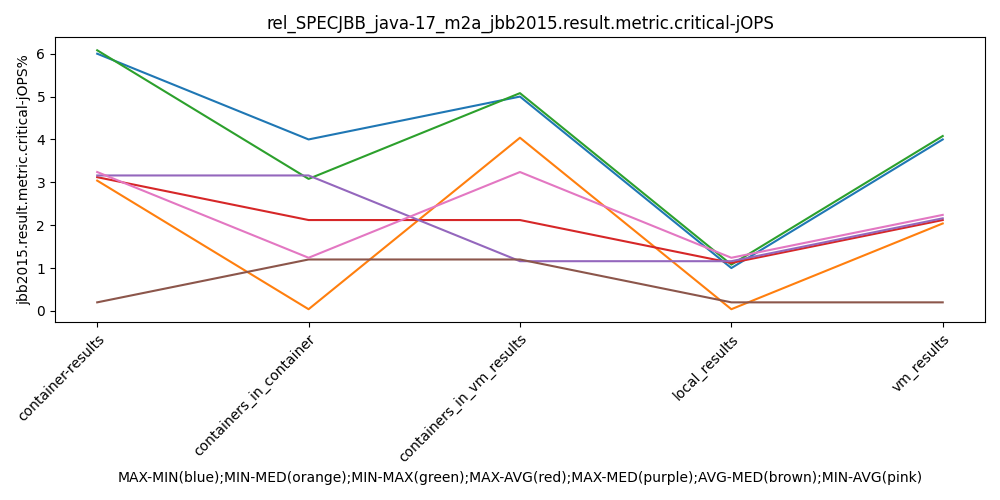 rel_SPECJBB_java-17_m2a_jbb2015.result.metric.critical-jOPS
jbb2015.result.metric.critical-jOPS%
6
5
4
3
2
1
0
container-results
containers_in_container
containers_in_vm_results
local_results
vm_results
MAX-MIN(blue);MIN-MED(orange);MIN-MAX(green);MAX-AVG(red);MAX-MED(purple);AVG-MED(brown);MIN-AVG(pink)